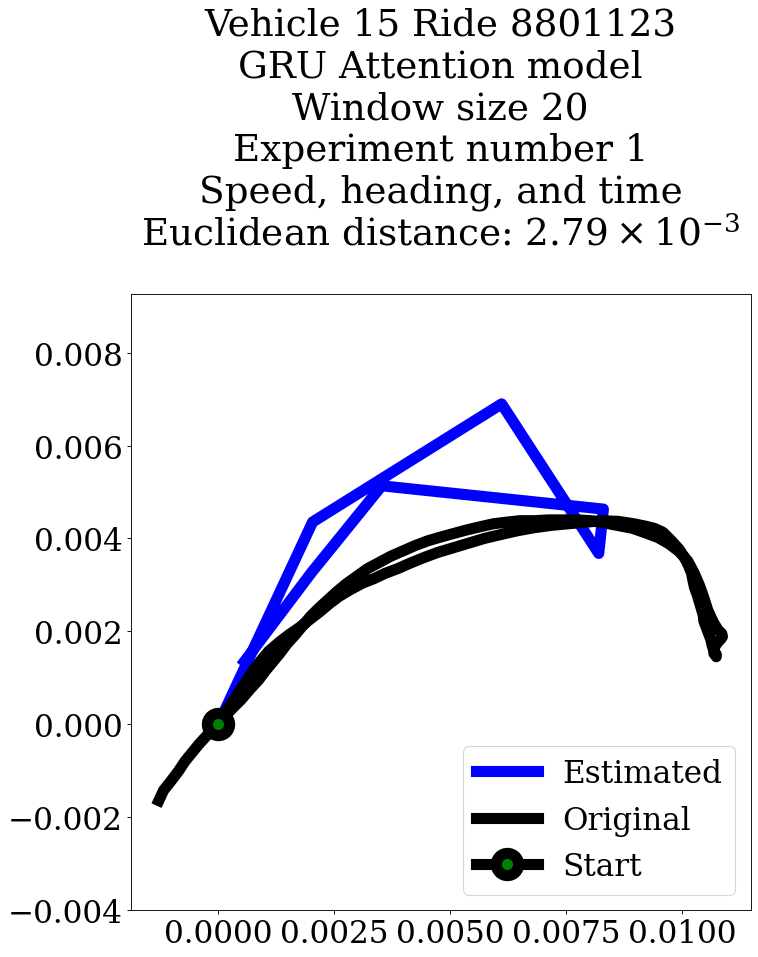 Vehicle 15 Ride 8801123
GRU Attention model
Window size 20
Experiment number 1
Speed, heading, and time
Euclidean distance: 2.79 × 10⁻³
0.008
0.006
0.004
0.002
0.000
−0.002
−0.004
0.0000 0.0025 0.0050 0.0075 0.0100
Estimated
Original
Start